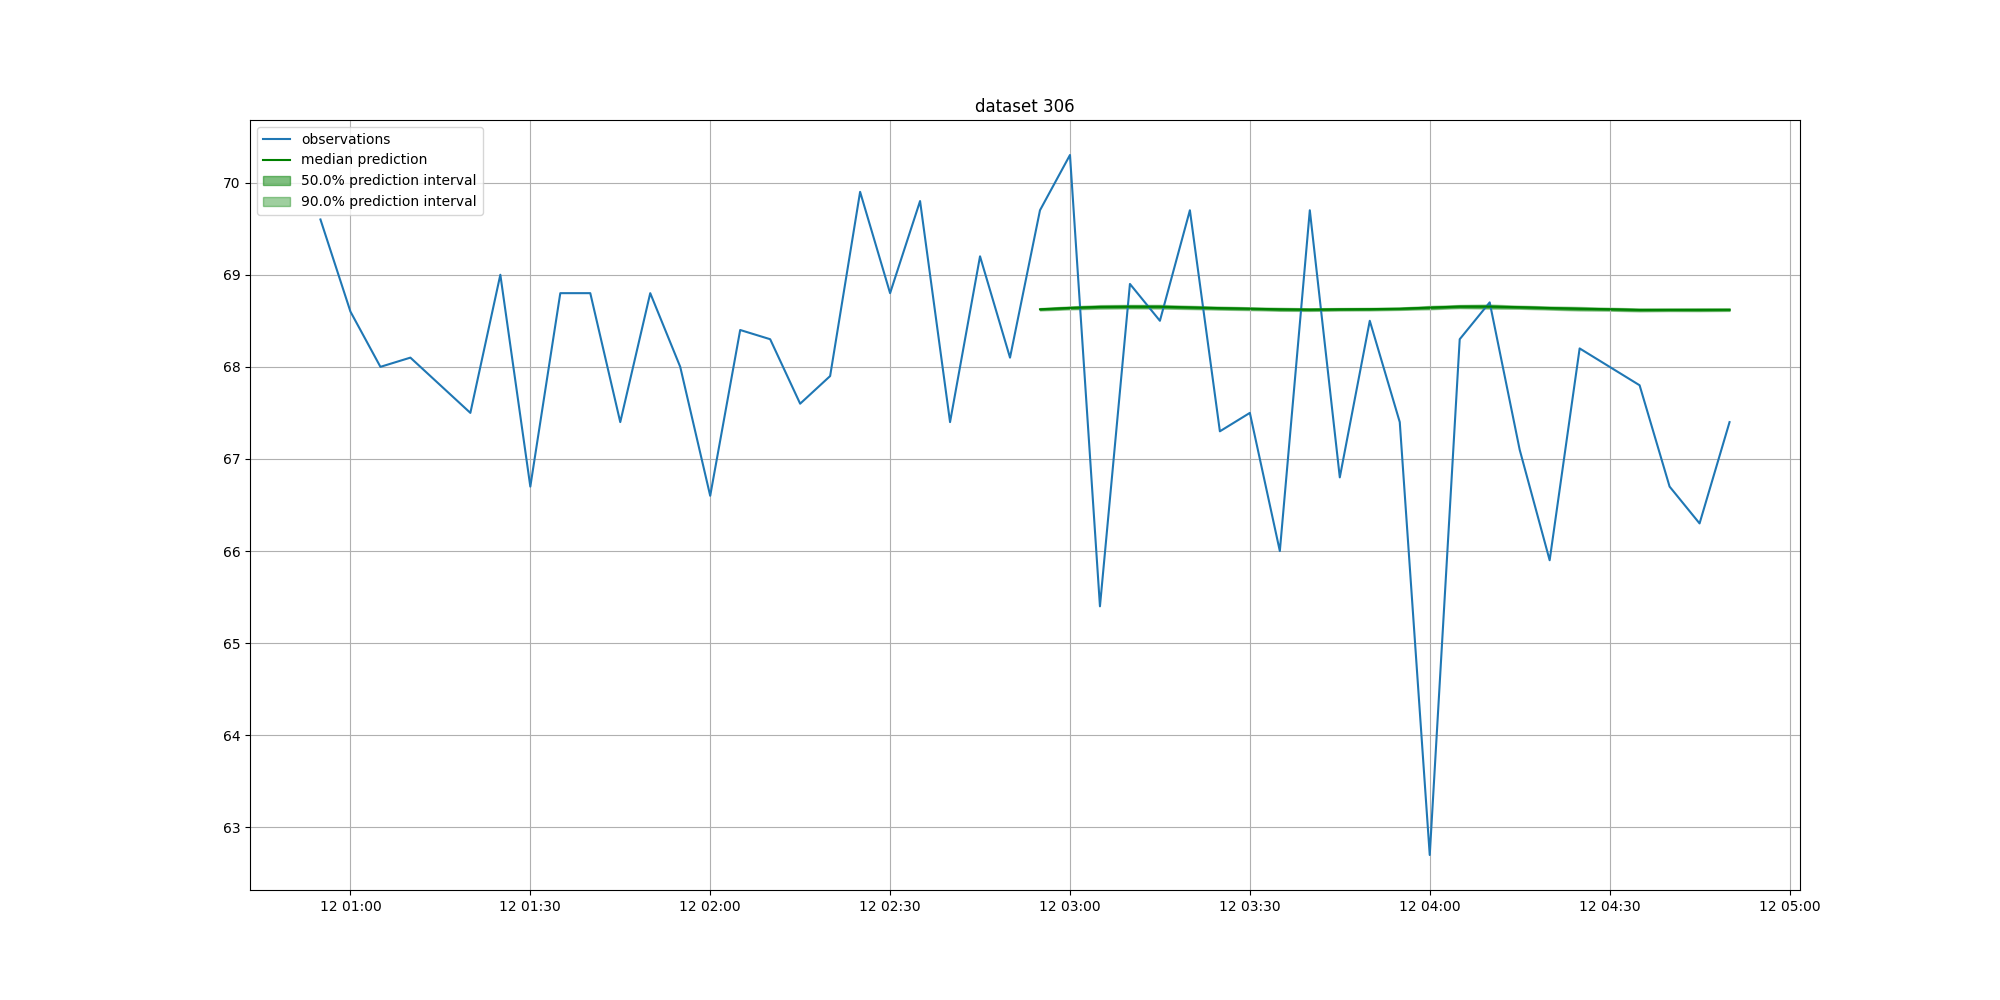 dataset 306
observations
median prediction
50.0% prediction interval
90.0% prediction interval
70
69
68
67
66
65
64
63
12 01:00 12 01:30 12 02:00 12 02:30 12 03:00 12 03:30 12 04:00 12 04:30 12 05:00